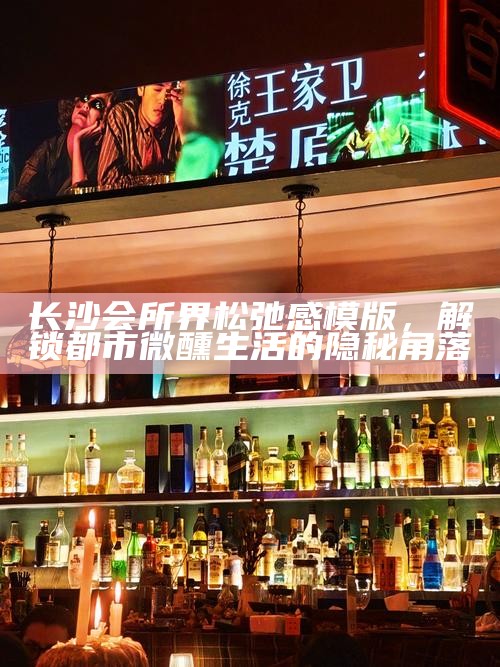 徐克
王家卫
楚原
长沙会所界松弛感模版，解
锁都市微醺生活的隐秘角落